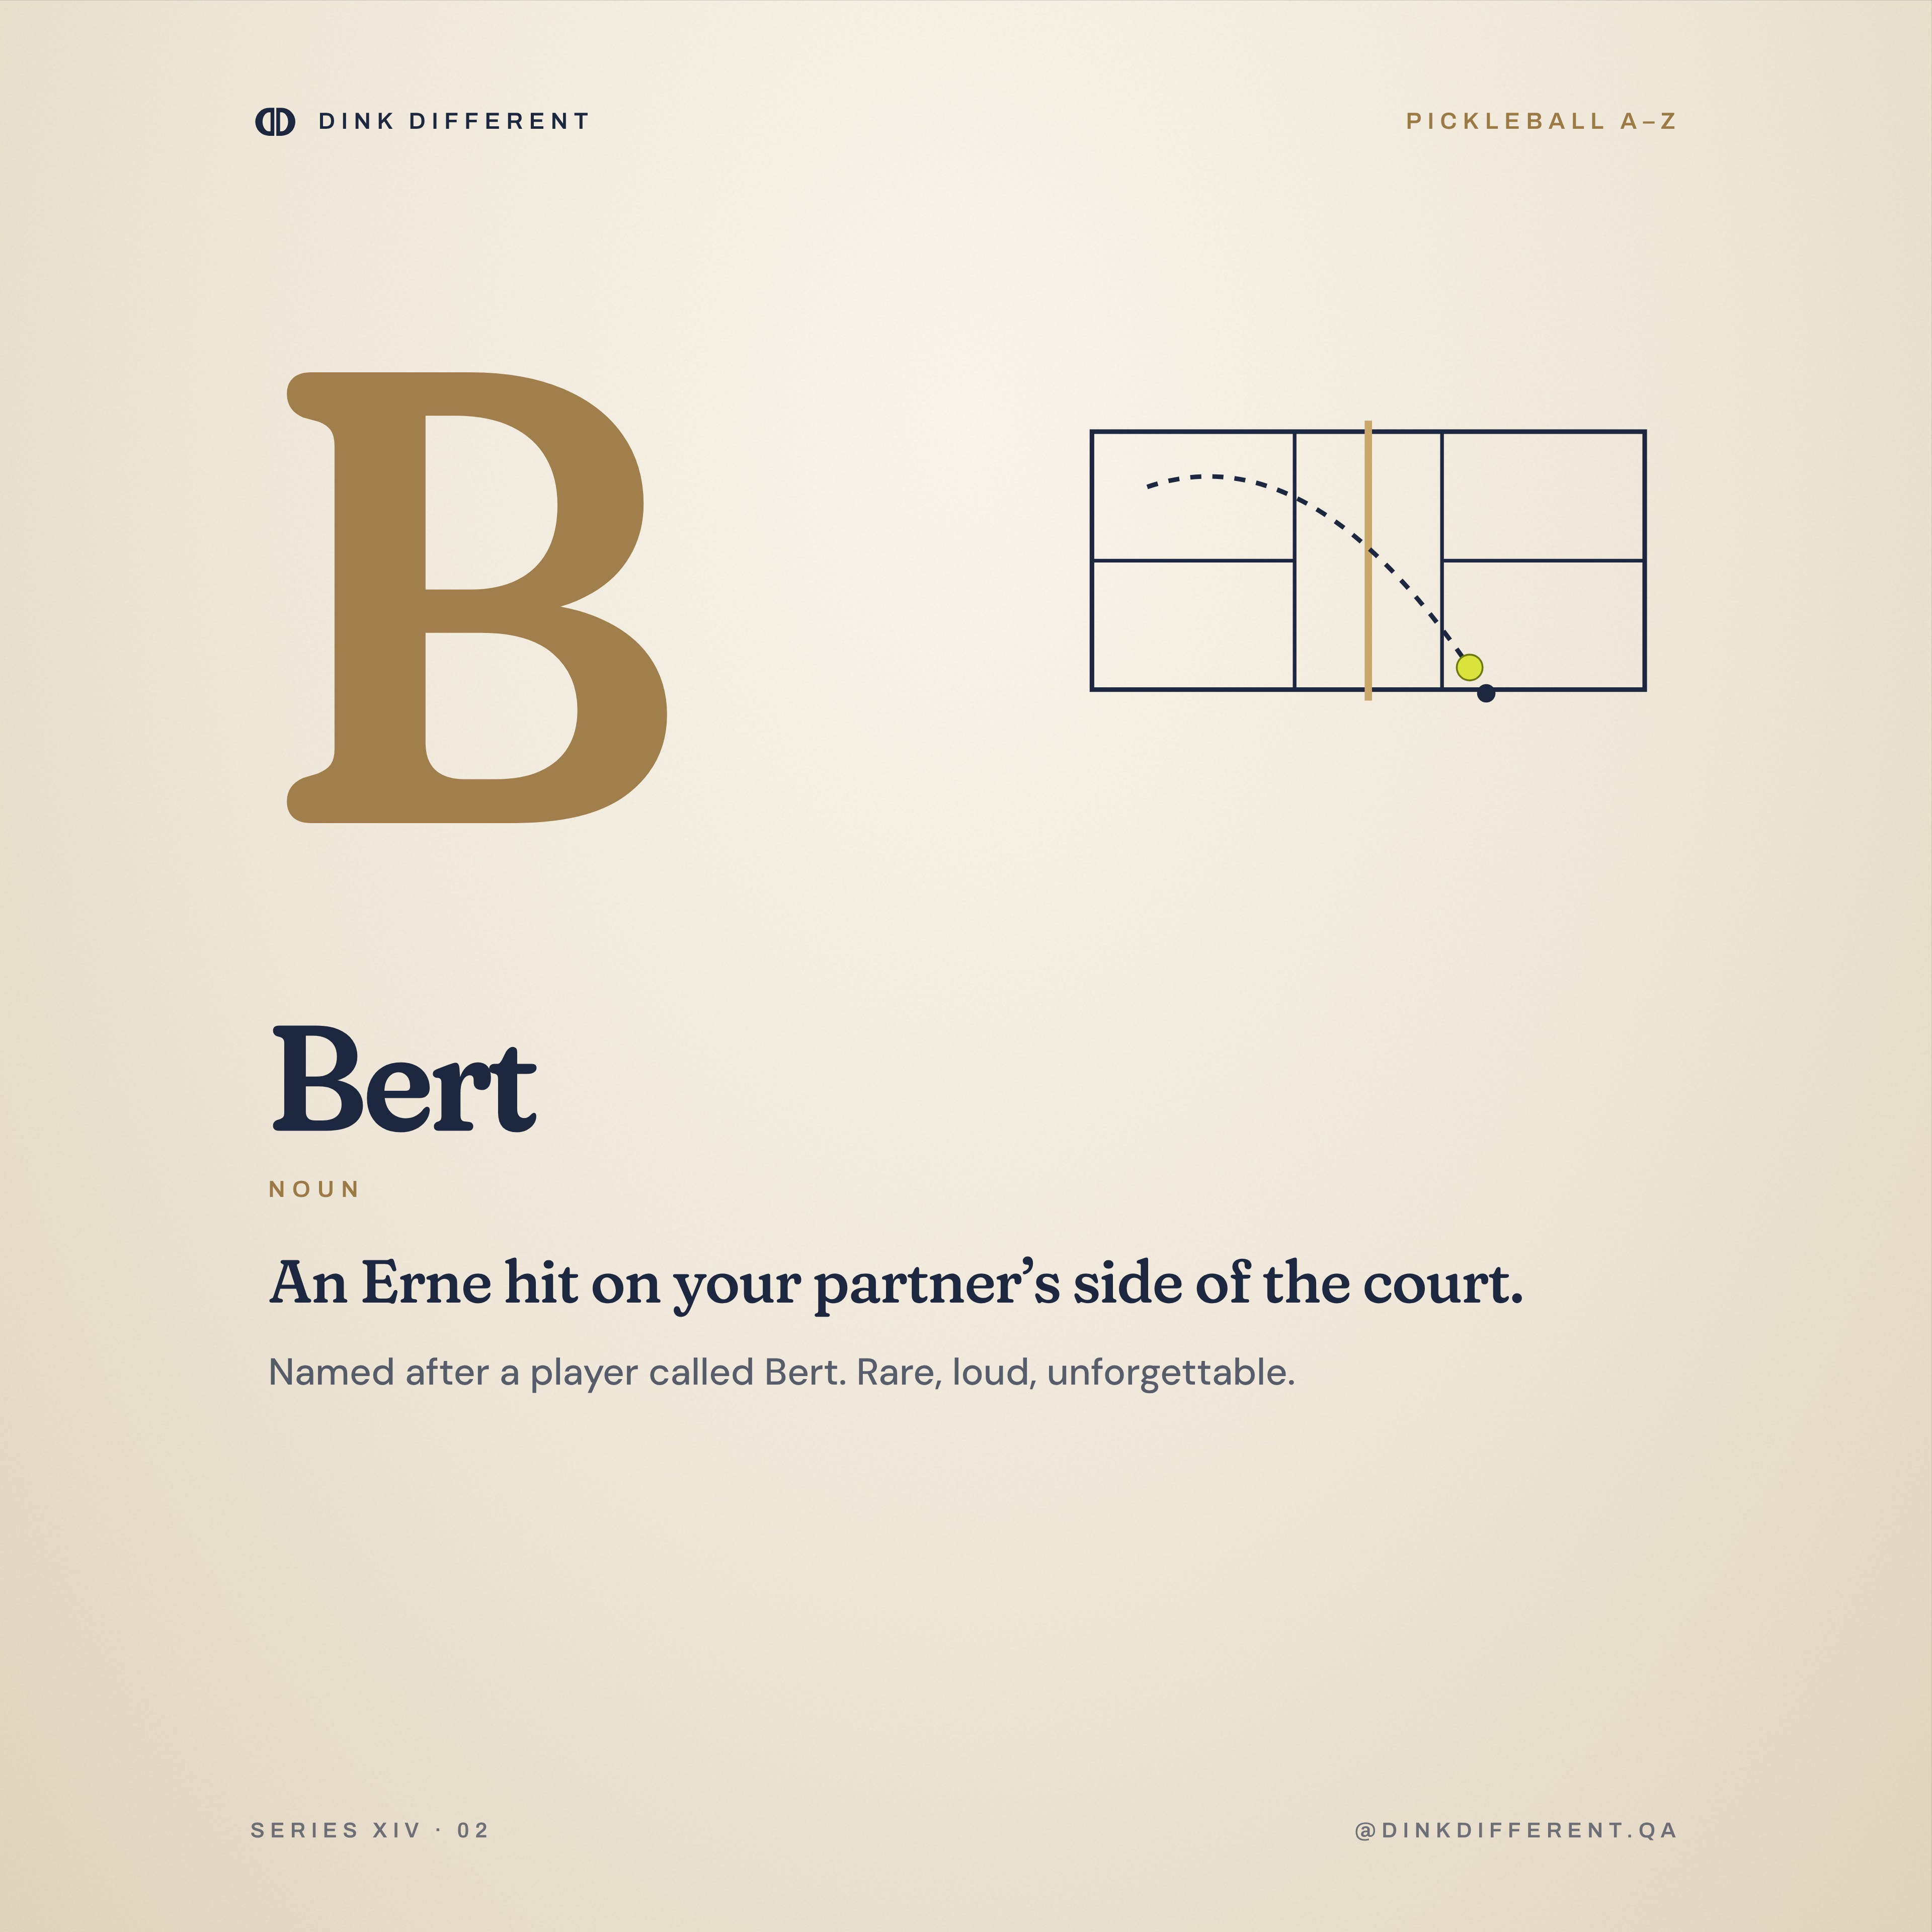 DINK DIFFERENT
PICKLEBALL A–Z
B
Bert
NOUN
An Erne hit on your partner’s side of the court.
Named after a player called Bert. Rare, loud, unforgettable.
SERIES XIV · 02
@DINKDIFFERENT.QA